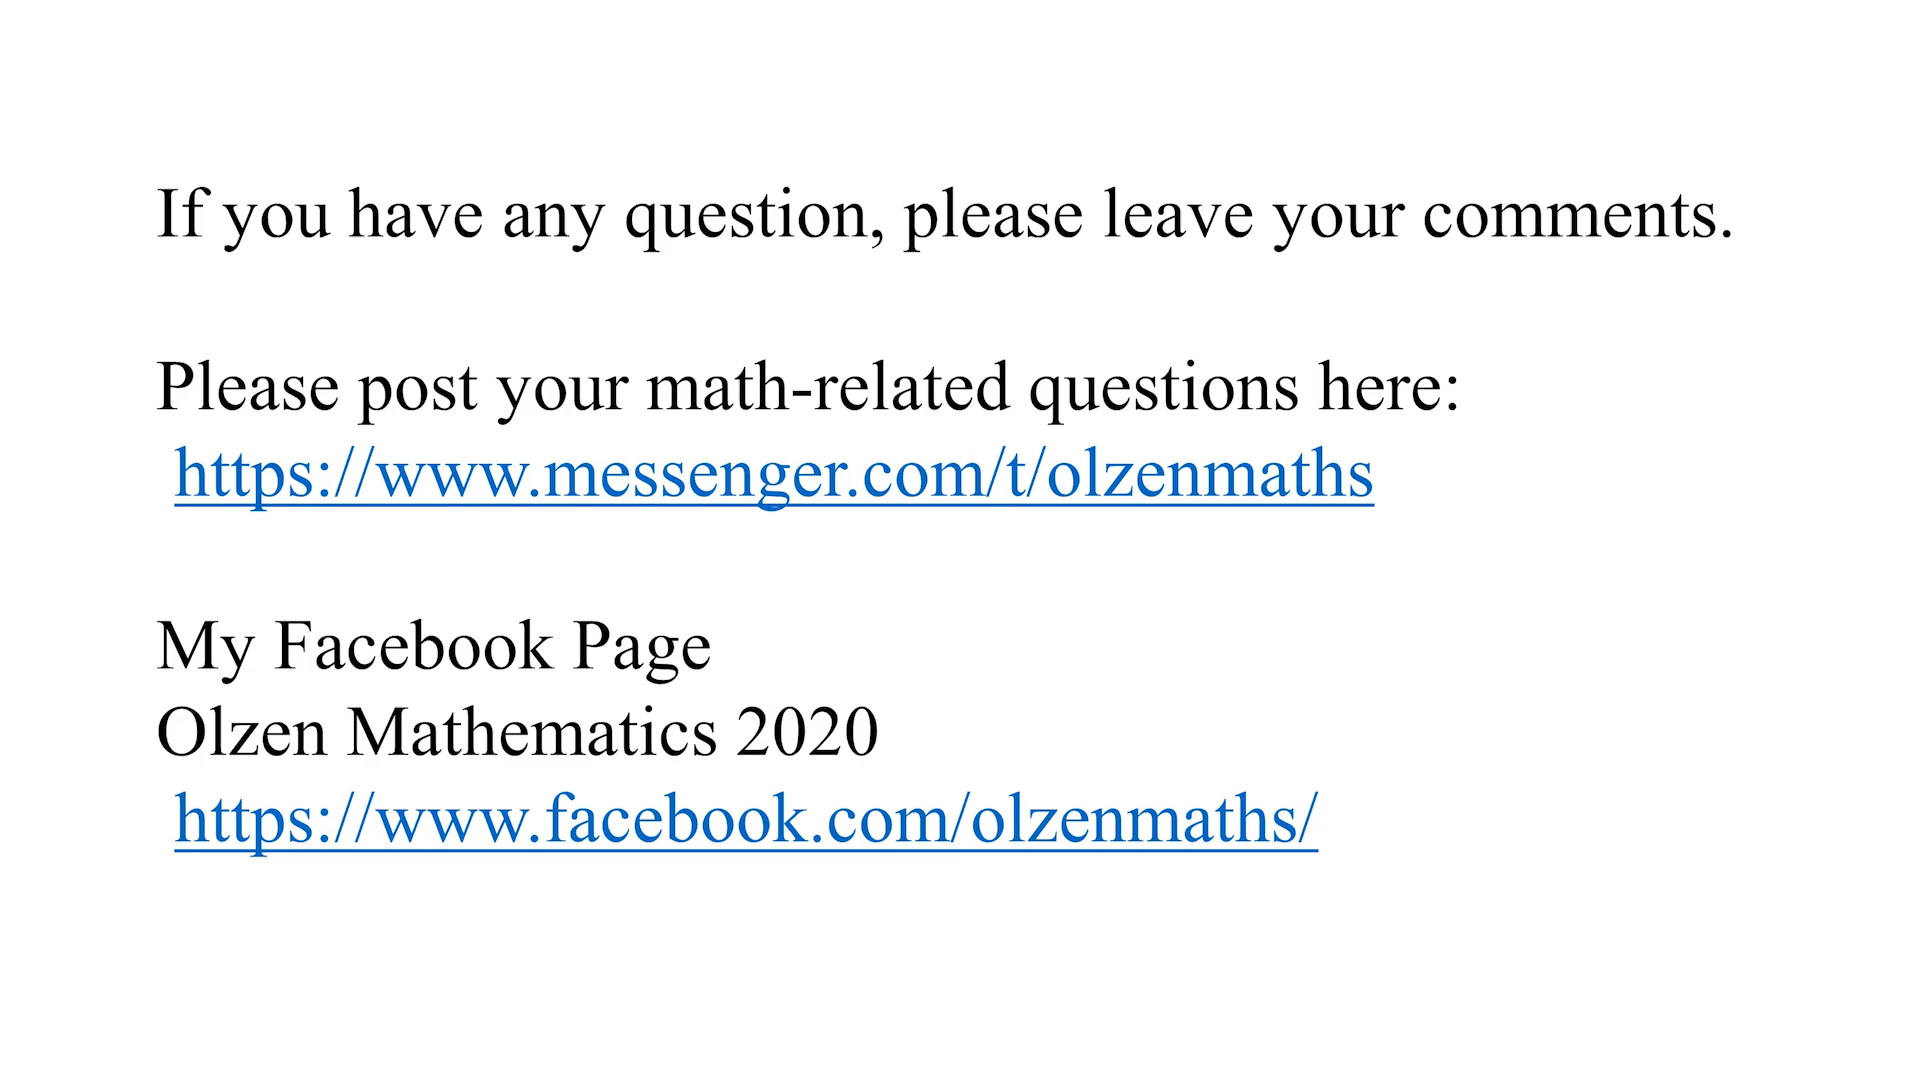 If you have any question, please leave your comments.
Please post your math-related questions here:
https://www.messenger.com/t/olzenmaths
My Facebook Page
Olzen Mathematics 2020
https://www.facebook.com/olzenmaths/